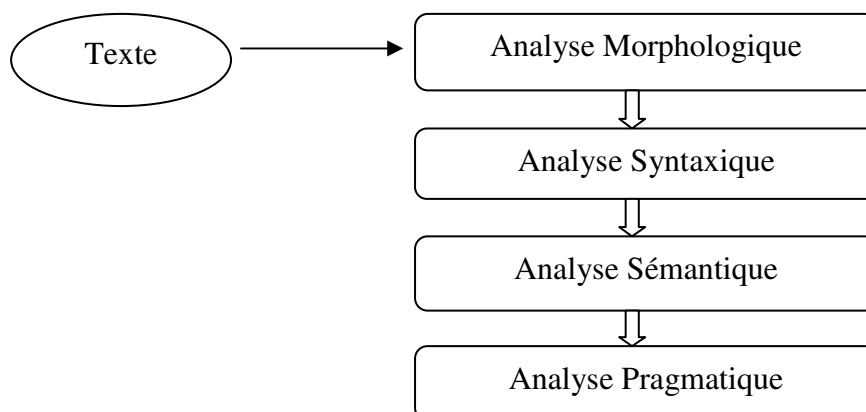 Texte
Analyse Morphologique
Analyse Syntaxique
Analyse Sémantique
Analyse Pragmatique